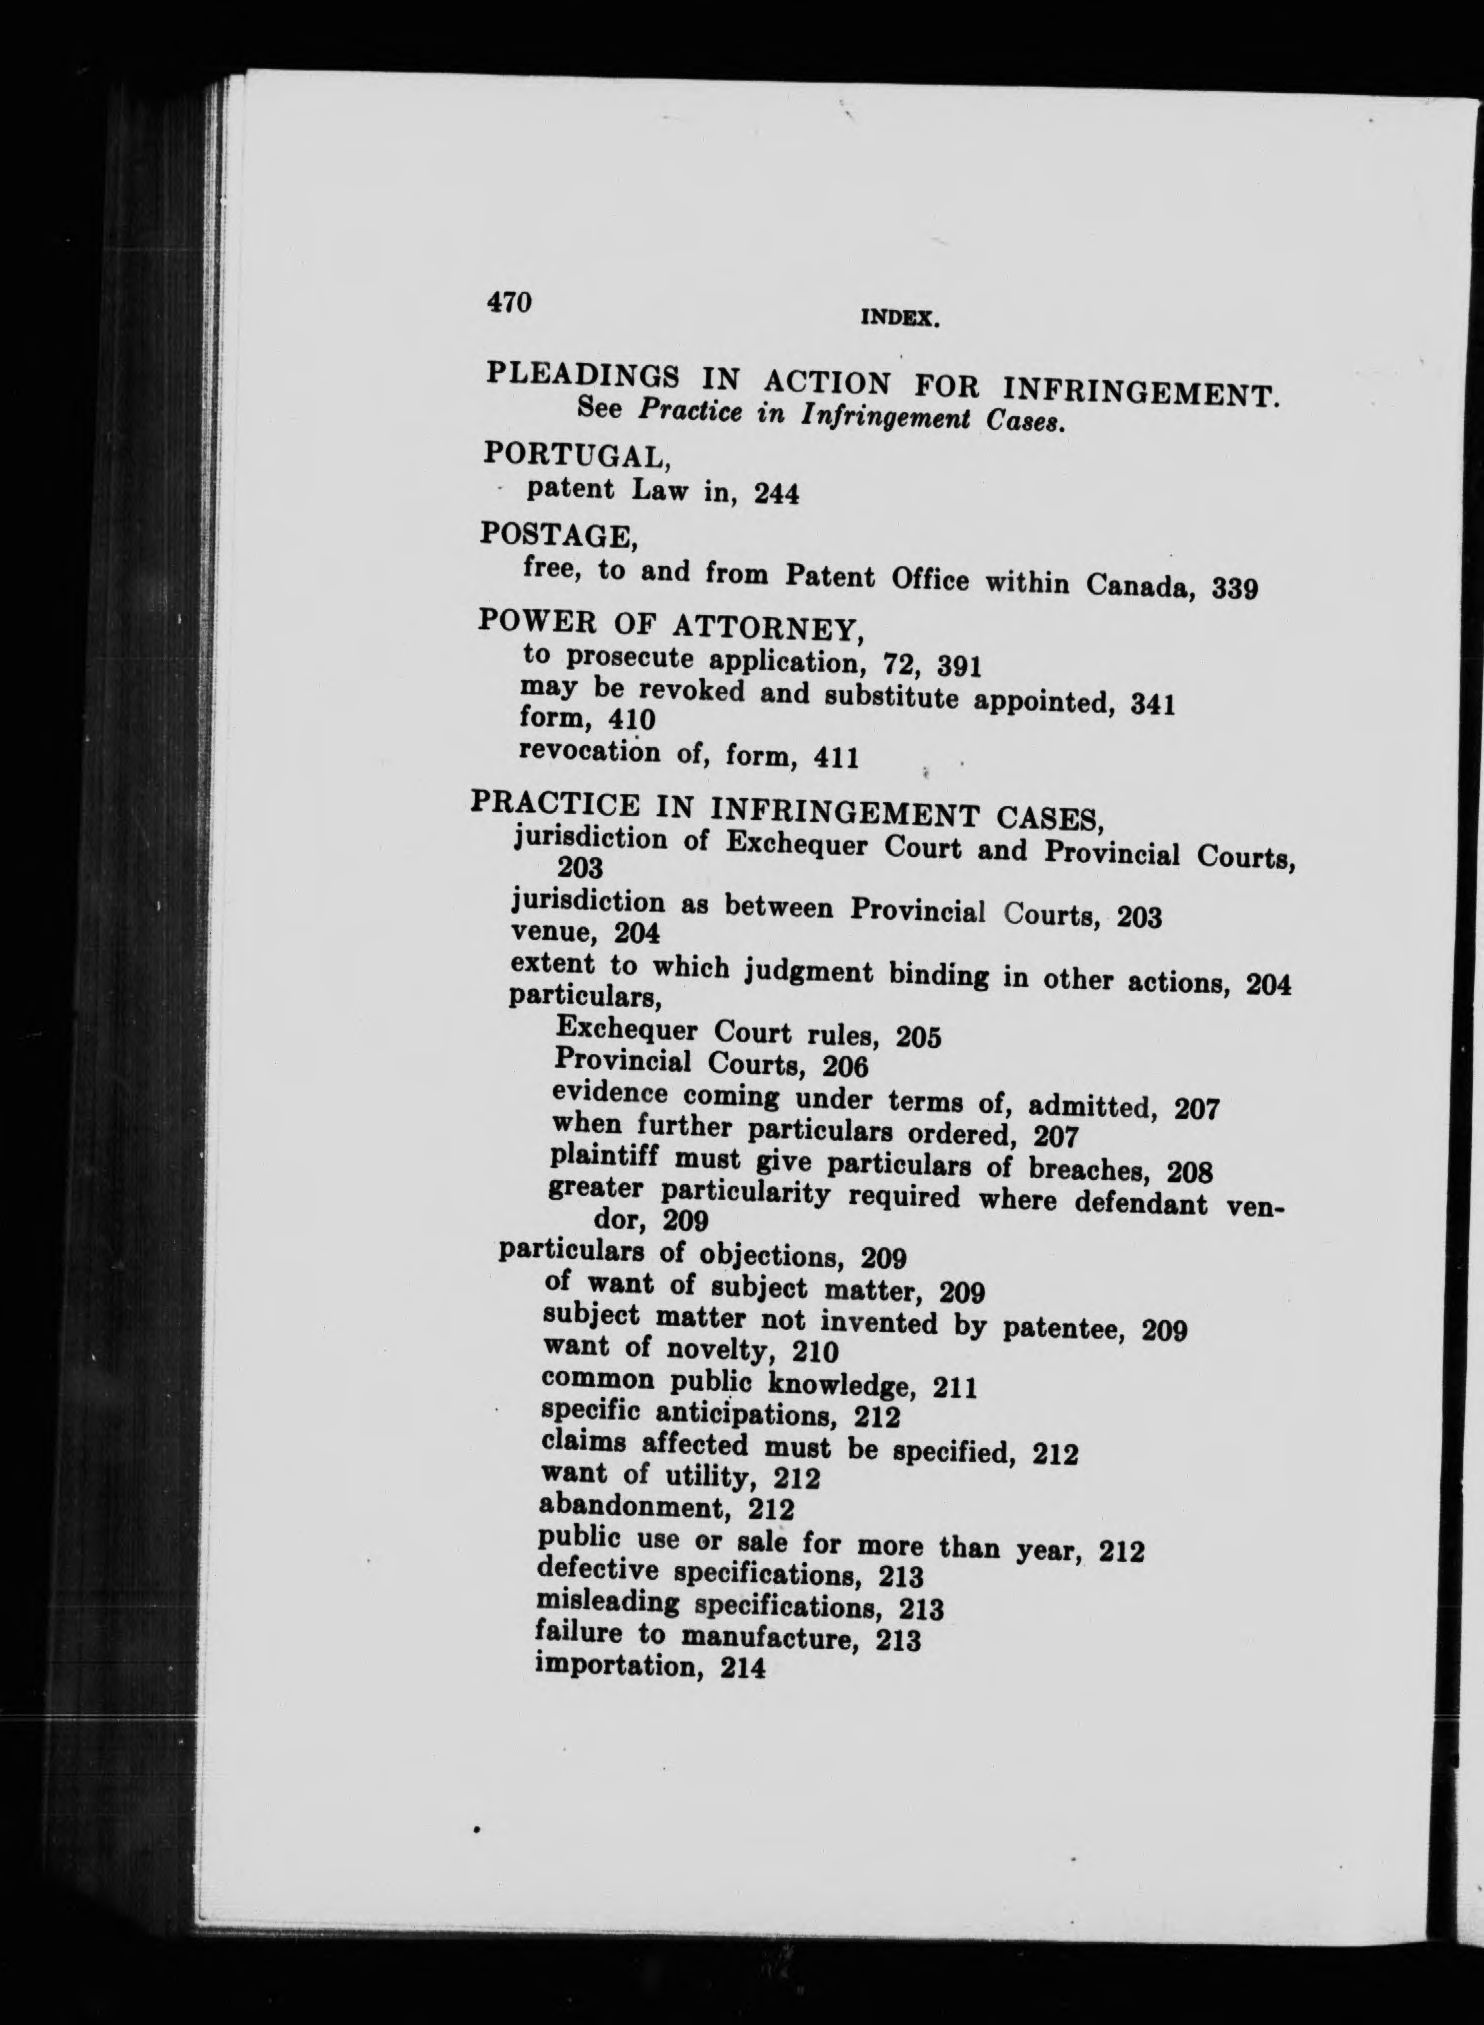 470
INDEX.
PLEADINGS IN ACTION FOR INFRINGEMENT.
See Practice in Infringement Cases.
PORTUGAL,
patent Law in, 244
POSTAGE,
free, to and from Patent Office within Canada, 339
POWER OF ATTORNEY,
to prosecute application, 72, 391
may be revoked and substitute appointed, 341
form, 410
revocation of, form, 411
PRACTICE IN INFRINGEMENT CASES,
jurisdiction of Exchequer Court and Provincial Courts,
203
jurisdiction as between Provincial Courts, 203
venue, 204
extent to which judgment binding in other actions, 204
particulars,
Exchequer Court rules, 205
Provincial Courts, 206
evidence coming under terms of, admitted, 207
when further particulars ordered, 207
plaintiff must give particulars of breaches, 208
greater particularity required where defendant ven-
dor, 209
particulars of objections, 209
of want of subject matter, 209
subject matter not invented by patentee, 209
want of novelty, 210
common public knowledge, 211
specific anticipations, 212
claims affected must be specified, 212
want of utility, 212
abandonment, 212
public use or sale for more than year, 212
defective specifications, 213
misleading specifications, 213
failure to manufacture, 213
importation, 214